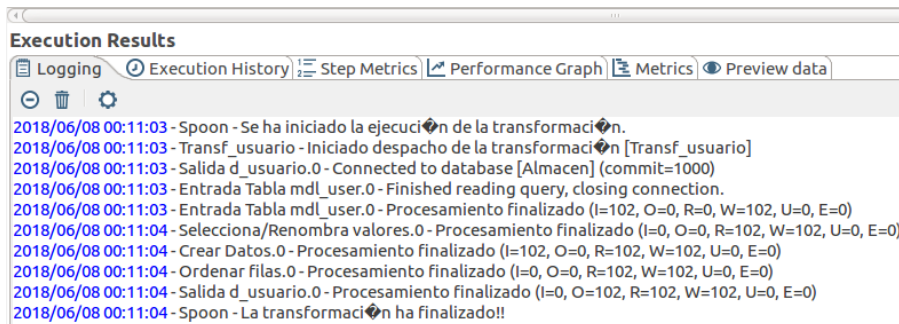 Execution Results
Logging Execution History Step Metrics Performance Graph Metrics Preview data
2018/06/08 00:11:03 - Spoon - Se ha iniciado la ejecuci�n de la transformaci�n.
2018/06/08 00:11:03 - Transf_usuario - Iniciado despacho de la transformaci�n [Transf_usuario]
2018/06/08 00:11:03 - Salida d_usuario.0 - Connected to database [Almacen] (commit=1000)
2018/06/08 00:11:03 - Entrada Tabla mdl_user.0 - Finished reading query, closing connection.
2018/06/08 00:11:03 - Entrada Tabla mdl_user.0 - Procesamiento finalizado (I=102, O=0, R=0, W=102, U=0, E=0)
2018/06/08 00:11:04 - Selecciona/Renombra valores.0 - Procesamiento finalizado (I=0, O=0, R=102, W=102, U=0, E=0)
2018/06/08 00:11:04 - Crear Datos.0 - Procesamiento finalizado (I=102, O=0, R=102, W=102, U=0, E=0)
2018/06/08 00:11:04 - Ordenar filas.0 - Procesamiento finalizado (I=0, O=0, R=102, W=102, U=0, E=0)
2018/06/08 00:11:04 - Salida d_usuario.0 - Procesamiento finalizado (I=0, O=102, R=102, W=102, U=0, E=0)
2018/06/08 00:11:04 - Spoon - La transformaci�n ha finalizado!!